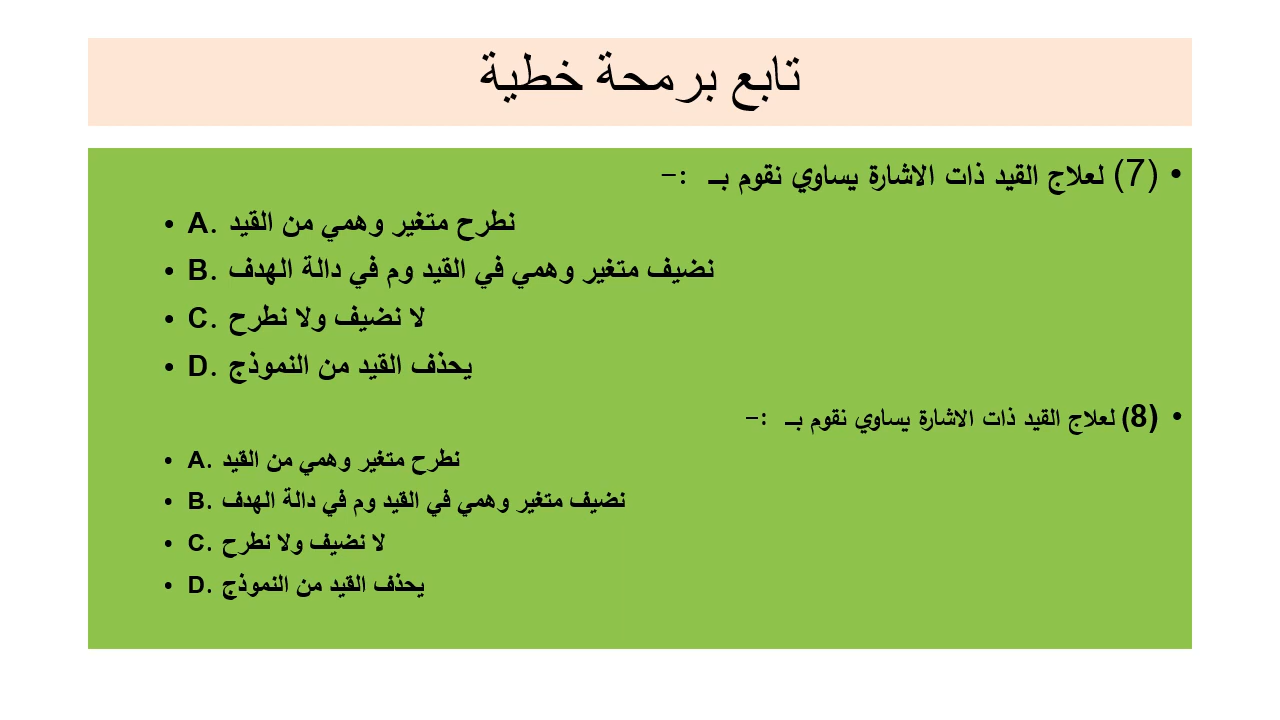 تابع برمحة خطية
• (7) لعلاج القيد ذات الاشارة يساوي نقوم بـ :-
• A. نطرح متغير وهمي من القيد
• B. نضيف متغير وهمي في القيد وم في دالة الهدف
• C. لا نضيف ولا نطرح
• D. يحذف القيد من النموذج
• (8) لعلاج القيد ذات الاشارة يساوي نقوم بـ :-
• A. نطرح متغير وهمي من القيد
• B. نضيف متغير وهمي في القيد وم في دالة الهدف
• C. لا نضيف ولا نطرح
• D. يحذف القيد من النموذج